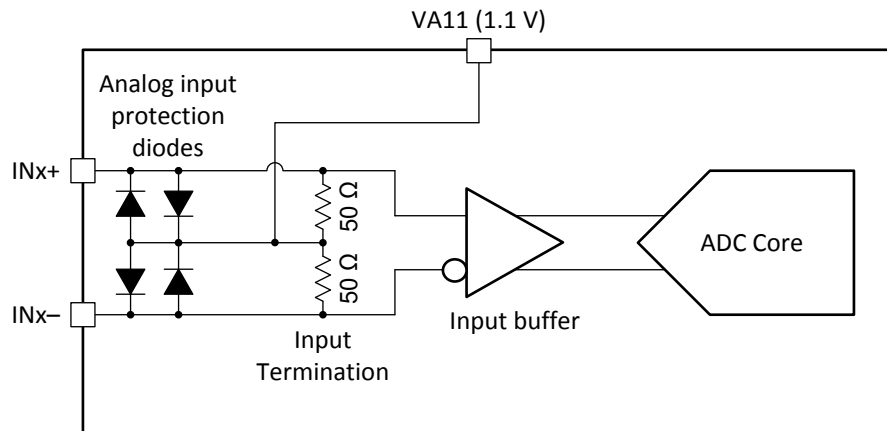 VA11 (1.1 V)
Analog input
protection
diodes
INx+
50 Ω
50 Ω
ADC Core
INx–
Input buffer
Input
Termination